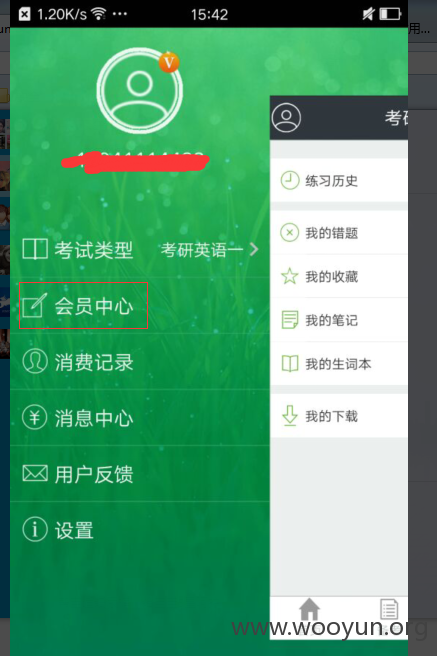 1.20K/s
15:42
用...
V
考
练习历史
考试类型
考研英语一
我的错题
会员中心
我的收藏
我的笔记
消费记录
我的生词本
消息中心
我的下载
用户反馈
设置
www.wooyun.org